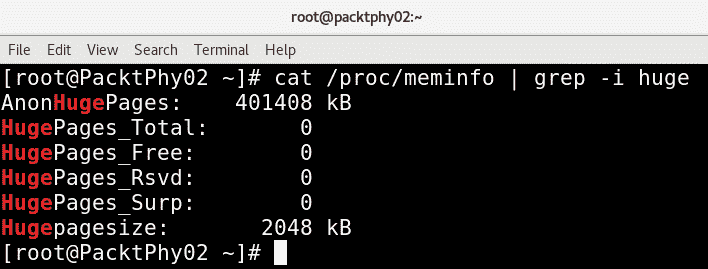 root@packtphy02:~
File Edit View Search Terminal Help
[root@PacktPhy02 ~]# cat /proc/meminfo | grep -i huge
AnonHugePages:    401408 kB
HugePages_Total:       0
HugePages_Free:        0
HugePages_Rsvd:        0
HugePages_Surp:        0
Hugepagesize:       2048 kB
[root@PacktPhy02 ~]#